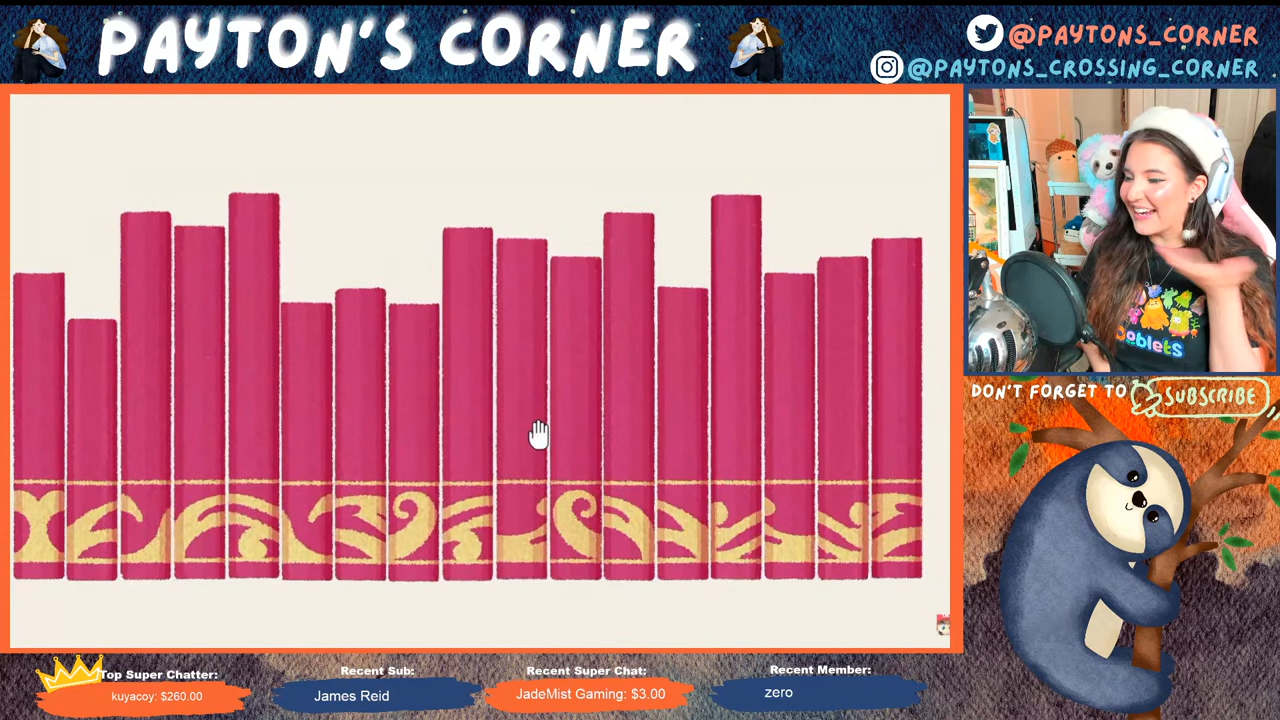 PAYTON'S CORNER
@PAYTONS_CORNER
@PAYTONS_CROSSING_CORNER
ooblets
DON'T FORGET TO SUBSCRIBE
Top Super Chatter:
kuyacoy: $260.00
Recent Sub:
James Reid
Recent Super Chat:
JadeMist Gaming: $3.00
Recent Member:
zero